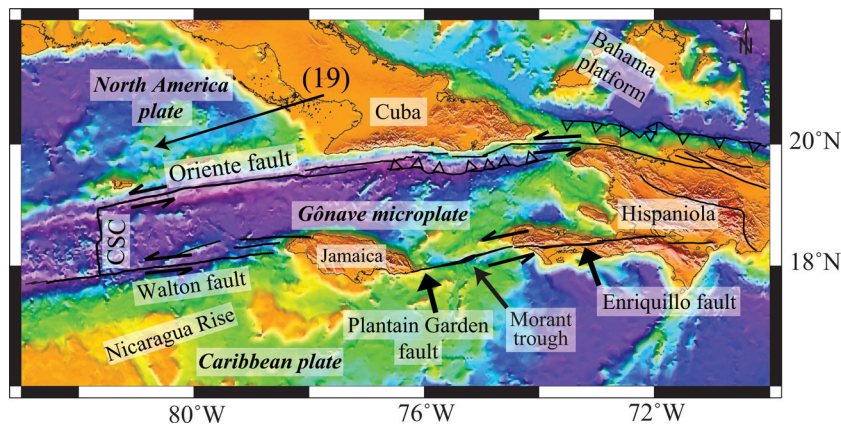 N
Bahama
platform
North America
plate
(19)
Cuba
20°N
Oriente fault
Gônave microplate
Hispaniola
CSC
Jamaica
18°N
Walton fault
Enriquillo fault
Plantain Garden
fault
Morant
trough
Nicaragua Rise
Caribbean plate
80°W
76°W
72°W